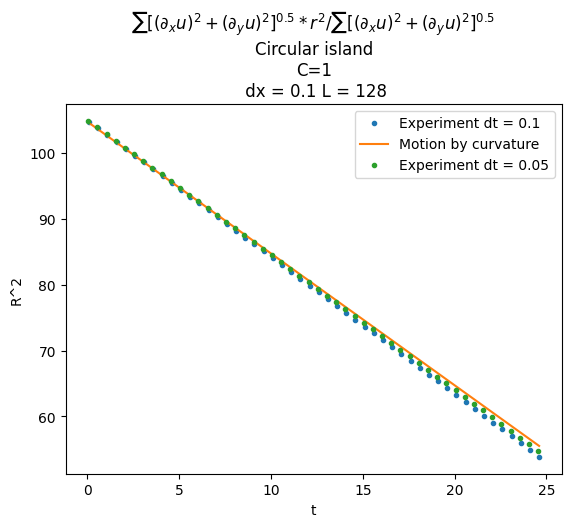 ∑[(∂ₓu)² + (∂ᵧu)²]⁰·⁵ * r²/∑[(∂ₓu)² + (∂ᵧu)²]⁰·⁵
Circular island
C=1
dx = 0.1 L = 128
Experiment dt = 0.1
Motion by curvature
Experiment dt = 0.05
R^2
100
90
80
70
60
0 5 10 15 20 25
t